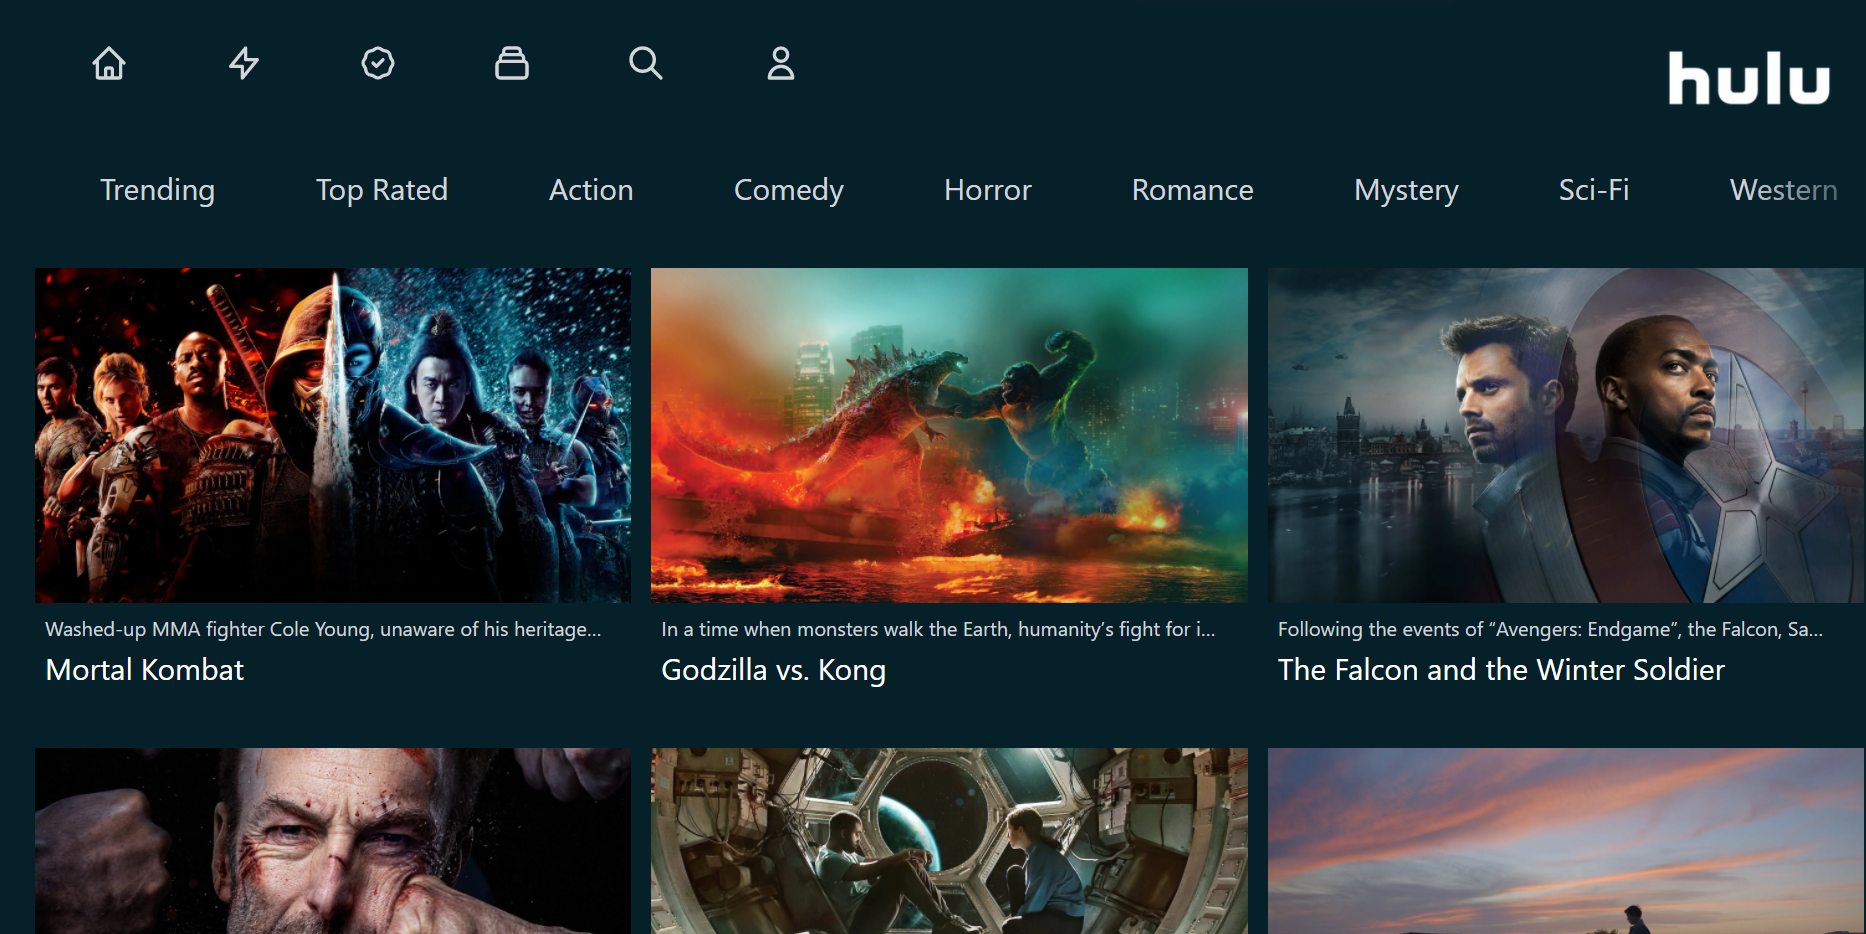 hulu
Trending
Top Rated
Action
Comedy
Horror
Romance
Mystery
Sci-Fi
Western
Washed-up MMA fighter Cole Young, unaware of his heritage...
Mortal Kombat
In a time when monsters walk the Earth, humanity’s fight for i...
Godzilla vs. Kong
Following the events of “Avengers: Endgame”, the Falcon, Sa...
The Falcon and the Winter Soldier